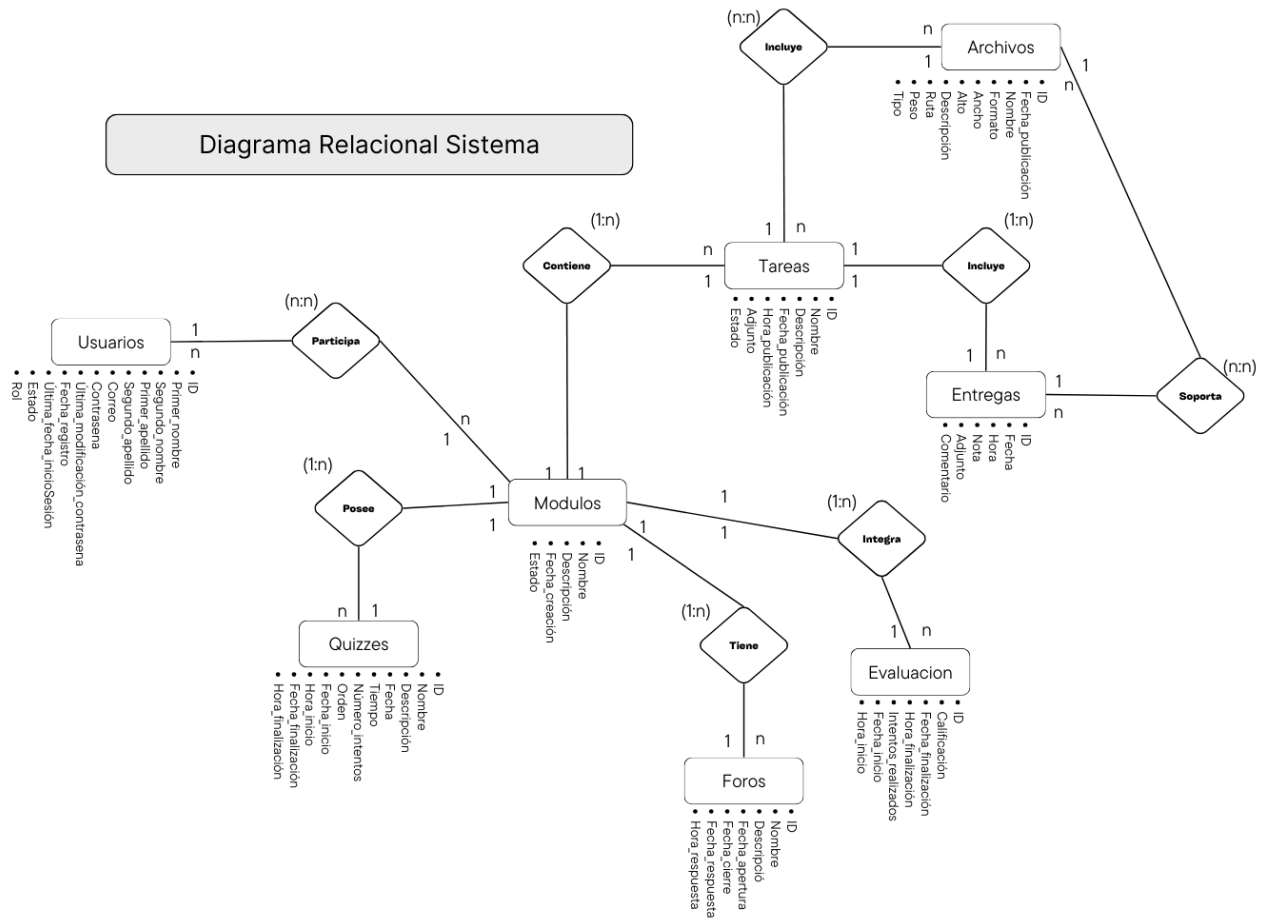 Diagrama Relacional Sistema
(n:n)
Incluye
n
1
Archivos
1
n
ID
Fecha_publicación
Nombre
Formato
Ancho
Alto
Descripción
Ruta
Peso
Tipo
(1:n)
Contiene
n
1
1
n
Tareas
1
1
(1:n)
Incluye
ID
Nombre
Descripción
Fecha_publicación
Hora_publicación
Adjunto
Estado
1
n
Entregas
1
n
(n:n)
Soporta
ID
Fecha
Hora
Nota
Adjunto
Comentario
Usuarios
1
n
(n:n)
Participa
n
1
ID
Primer_nombre
Segundo_nombre
Primer_apellido
Segundo_apellido
Correo
Contrasena
Última_modificación_contrasena
Fecha_registro
Última_fecha_inicioSesión
Estado
Rol
(1:n)
Posee
1
1
1
1
Modulos
1
1
1
1
(1:n)
Integra
ID
Nombre
Descripción
Fecha_creación
Estado
n
1
Quizzes
ID
Nombre
Descripción
Fecha
Tiempo
Número_intentos
Orden
Fecha_inicio
Hora_inicio
Fecha_finalización
Hora_finalización
(1:n)
Tiene
1
n
Foros
ID
Nombre
Descripció
Fecha_apertura
Fecha_cierre
Fecha_respuesta
Hora_respuesta
1
n
Evaluacion
ID
Calificación
Fecha_finalización
Hora_finalización
Intentos_realizados
Fecha_inicio
Hora_inicio